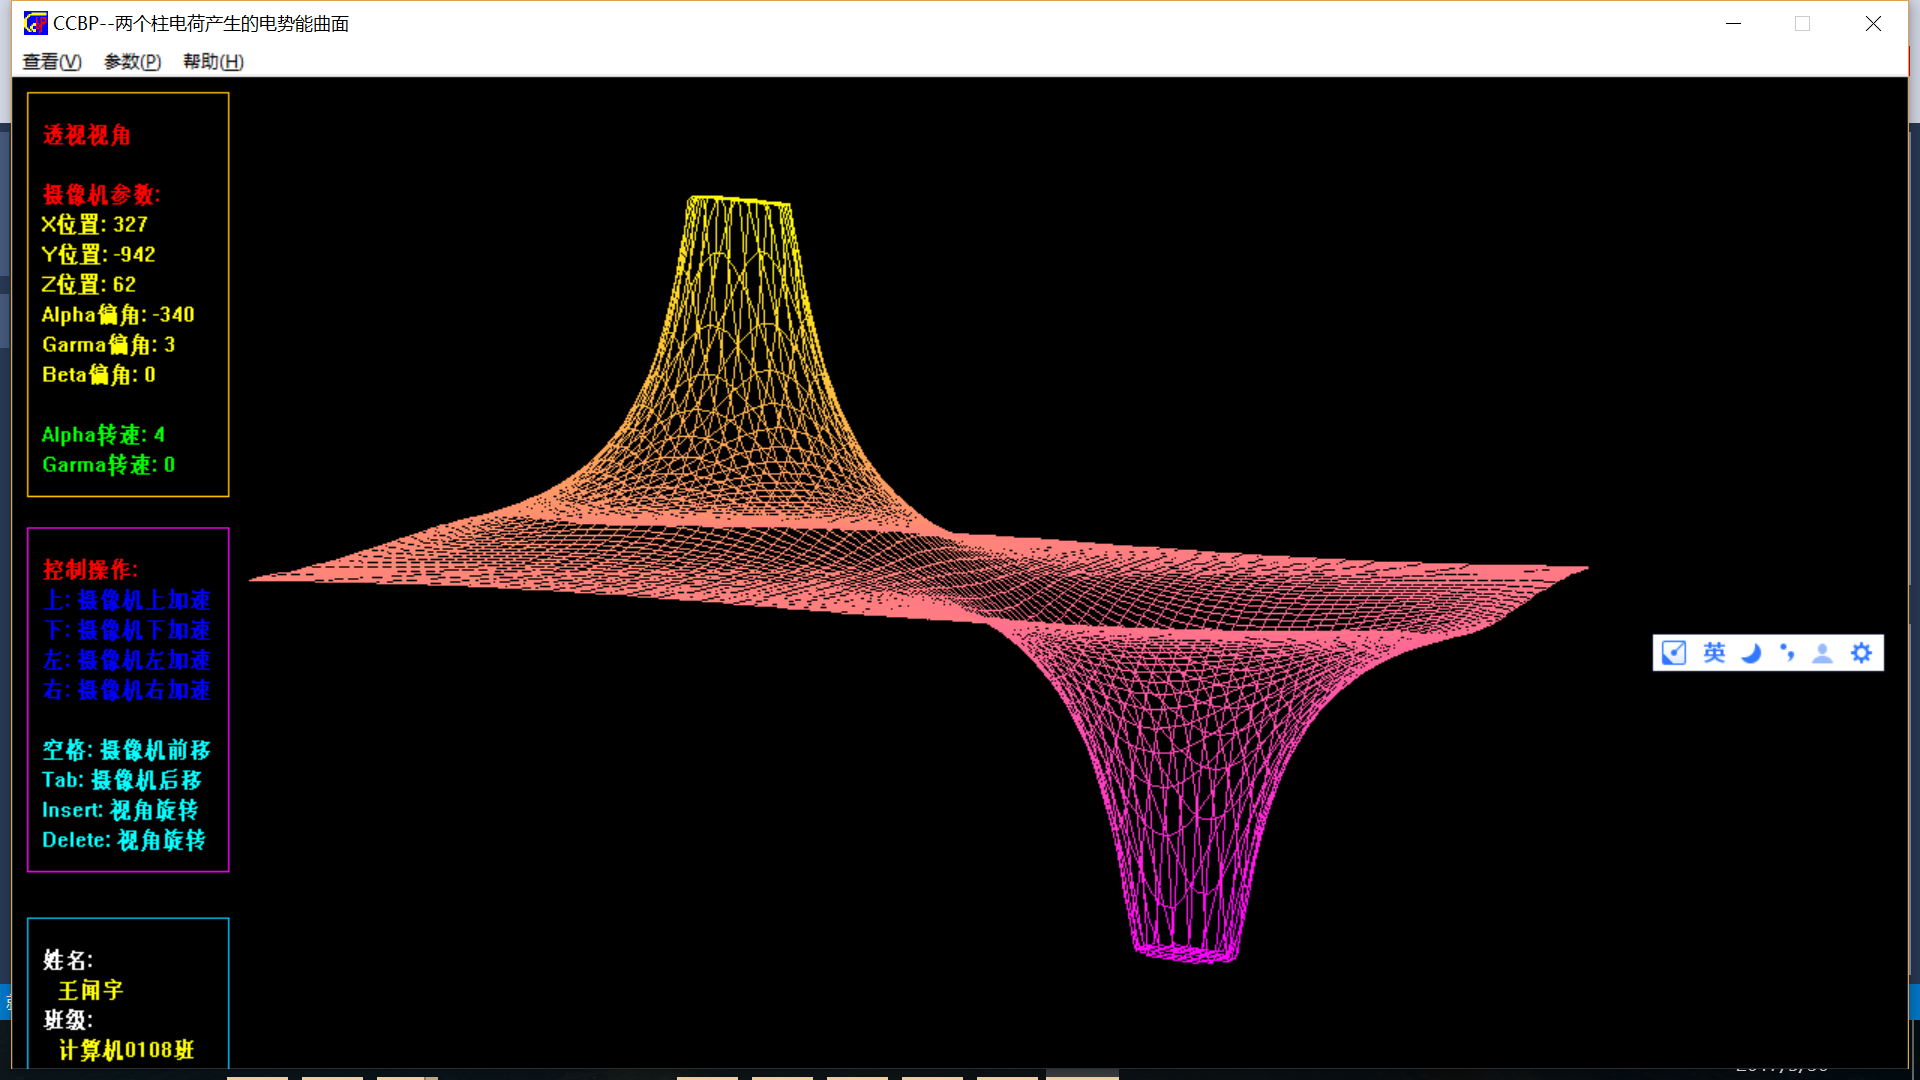 CCBP--两个柱电荷产生的电势能曲面
查看(V) 参数(P) 帮助(H)
透视视角
摄像机参数:
X位置: 327
Y位置: -942
Z位置: 62
Alpha偏角: -340
Garma偏角: 3
Beta偏角: 0
Alpha转速: 4
Garma转速: 0
控制操作:
上: 摄像机上加速
下: 摄像机下加速
左: 摄像机左加速
右: 摄像机右加速
空格: 摄像机前移
Tab: 摄像机后移
Insert: 视角旋转
Delete: 视角旋转
姓名:
王闻宇
班级:
计算机0108班
英